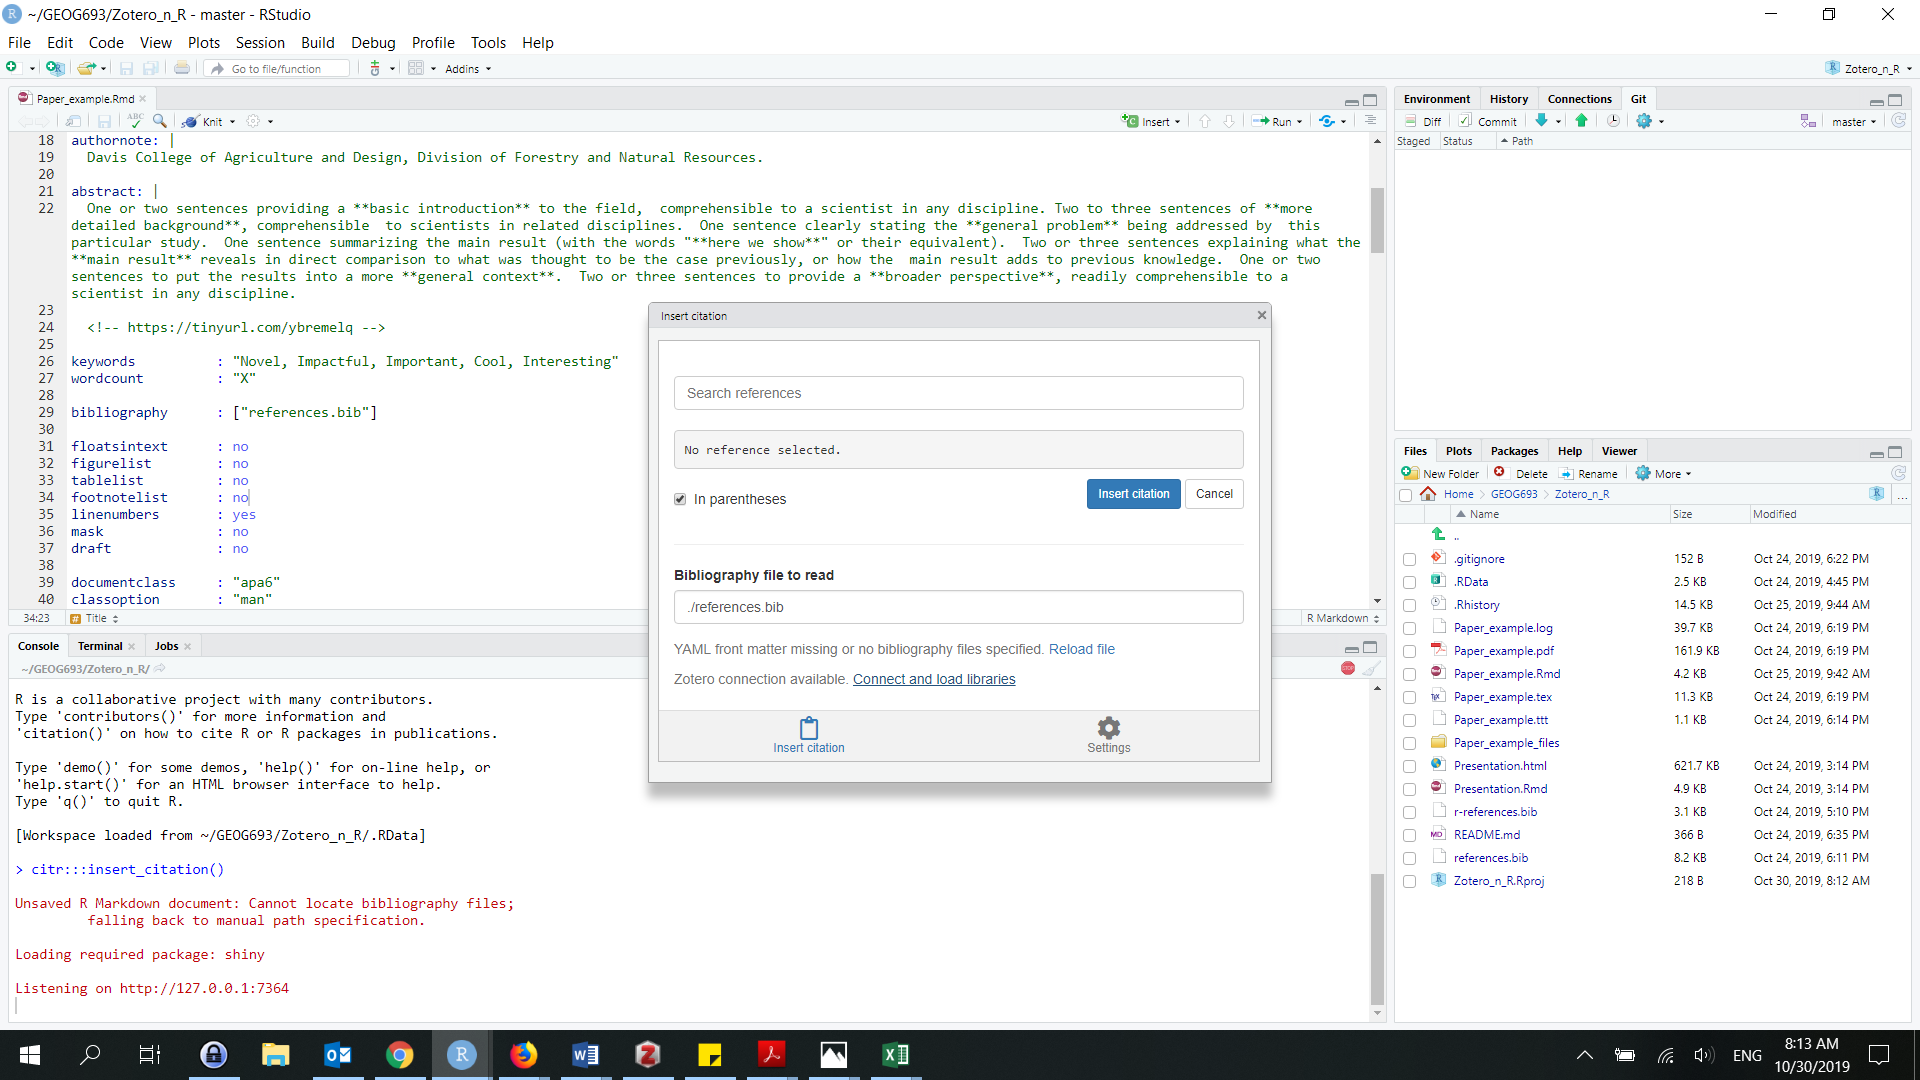 ~/GEOG693/Zotero_n_R - master - RStudio
File Edit Code View Plots Session Build Debug Profile Tools Help
Go to file/function Addins Zotero_n_R
Paper_example.Rmd
ABC Knit Insert Run
18 authornote: |
19 Davis College of Agriculture and Design, Division of Forestry and Natural Resources.
20
21 abstract: |
22 One or two sentences providing a **basic introduction** to the field,  comprehensible to a scientist in any discipline. Two to three sentences of **more
detailed background**, comprehensible  to scientists in related disciplines.  One sentence clearly stating the **general problem** being addressed by  this
particular study.  One sentence summarizing the main result (with the words "**here we show**" or their equivalent).  Two or three sentences explaining what the
**main result** reveals in direct comparison to what was thought to be the case previously, or how the  main result adds to previous knowledge.  One or two
sentences to put the results into a more **general context**.  Two or three sentences to provide a **broader perspective**, readily comprehensible to a
scientist in any discipline.
23
24 <!-- https://tinyurl.com/ybremelq -->
25
26 keywords : "Novel, Impactful, Important, Cool, Interesting"
27 wordcount : "X"
28
29 bibliography : ["references.bib"]
30
31 floatsintext : no
32 figurelist : no
33 tablelist : no
34 footnotelist : no
35 linenumbers : yes
36 mask : no
37 draft : no
38
39 documentclass : "apa6"
40 classoption : "man"
34:23 # Title R Markdown
Console Terminal Jobs
~/GEOG693/Zotero_n_R/
STOP
R is a collaborative project with many contributors.
Type 'contributors()' for more information and
'citation()' on how to cite R or R packages in publications.
Type 'demo()' for some demos, 'help()' for on-line help, or
'help.start()' for an HTML browser interface to help.
Type 'q()' to quit R.
[Workspace loaded from ~/GEOG693/Zotero_n_R/.RData]
> citr:::insert_citation()
Unsaved R Markdown document: Cannot locate bibliography files;
falling back to manual path specification.
Loading required package: shiny
Listening on http://127.0.0.1:7364
Insert citation
Search references
No reference selected.
In parentheses Insert citation Cancel
Bibliography file to read
./references.bib
YAML front matter missing or no bibliography files specified. Reload file
Zotero connection available. Connect and load libraries
Insert citation Settings
Environment History Connections Git
Diff Commit master
Staged Status Path
Files Plots Packages Help Viewer
New Folder Delete Rename More
Home GEOG693 Zotero_n_R ...
Name Size Modified
..
.gitignore 152 B Oct 24, 2019, 6:22 PM
.RData 2.5 KB Oct 24, 2019, 4:45 PM
.Rhistory 14.5 KB Oct 25, 2019, 9:44 AM
Paper_example.log 39.7 KB Oct 24, 2019, 6:19 PM
Paper_example.pdf 161.9 KB Oct 24, 2019, 6:19 PM
Paper_example.Rmd 4.2 KB Oct 25, 2019, 9:42 AM
Paper_example.tex 11.3 KB Oct 24, 2019, 6:19 PM
Paper_example.ttt 1.1 KB Oct 24, 2019, 6:14 PM
Paper_example_files
Presentation.html 621.7 KB Oct 24, 2019, 3:14 PM
Presentation.Rmd 4.9 KB Oct 24, 2019, 3:14 PM
r-references.bib 3.1 KB Oct 24, 2019, 5:10 PM
README.md 366 B Oct 24, 2019, 6:35 PM
references.bib 8.2 KB Oct 24, 2019, 6:11 PM
Zotero_n_R.Rproj 218 B Oct 30, 2019, 8:12 AM
ENG
8:13 AM
10/30/2019